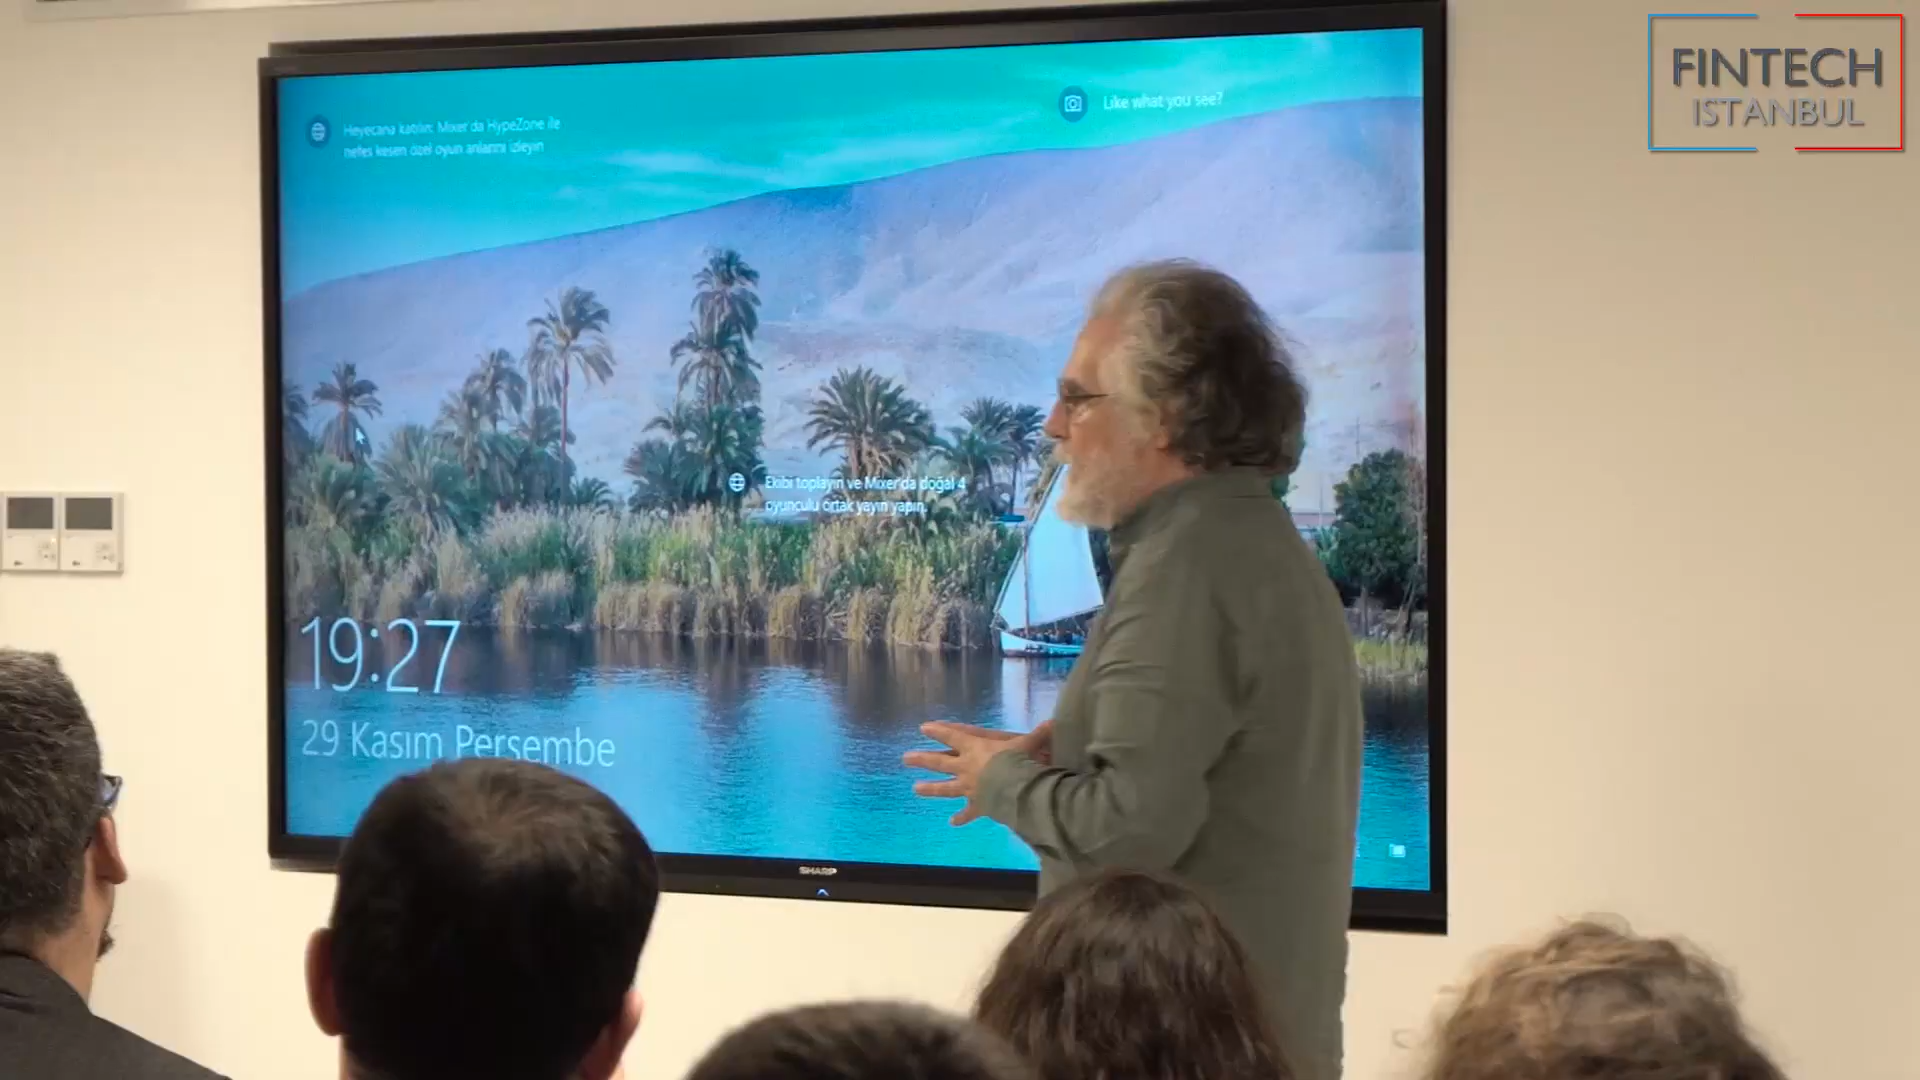 FINTECH
ISTANBUL
Heyecana katılın: Mixer'da HypeZone ile
nefes kesen özel oyun anlarını izleyin
Like what you see?
Ekibi toplayın ve Mixer'da doğal 4
oyunculu ortak yayın yapın.
19:27
29 Kasım Perşembe
SHARP